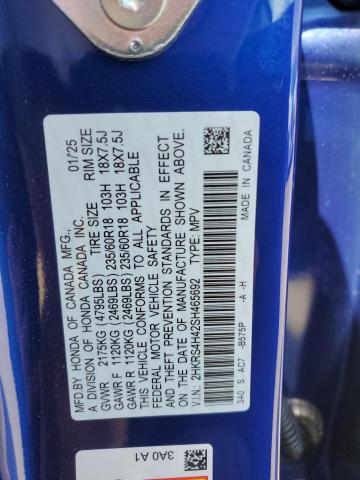 MFD. BY HONDA OF CANADA MFG., 01/25
A DIVISION OF HONDA CANADA INC.
TIRE SIZE RIM SIZE
GVWR 2175KG (4795LBS)
GAWR F 1120KG (2469LBS) 235/60R18 103H 18X7.5J
GAWR R 1120KG (2469LBS) 235/60R18 103H 18X7.5J
THIS VEHICLE CONFORMS TO ALL APPLICABLE
FEDERAL MOTOR VEHICLE SAFETY
AND THEFT PREVENTION STANDARDS IN EFFECT
ON THE DATE OF MANUFACTURE SHOWN ABOVE.
V.I.N.: 2HKRS4H42SH465692 TYPE: MPV
3A0 S AC7 -B575P -A -H
MADE IN CANADA
3A0 A1